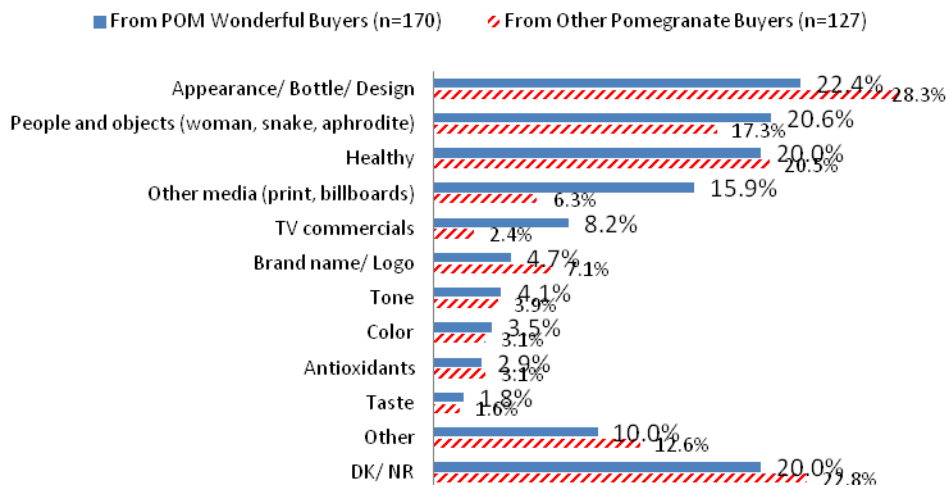 From POM Wonderful Buyers (n=170) From Other Pomegranate Buyers (n=127)
Appearance/ Bottle/ Design 22.4%
28.3%
People and objects (woman, snake, aphrodite) 20.6%
17.3%
Healthy 20.0%
20.5%
Other media (print, billboards) 15.9%
6.3%
TV commercials 8.2%
2.4%
Brand name/ Logo 4.7%
7.1%
Tone 4.1%
3.9%
Color 3.5%
3.1%
Antioxidants 2.9%
3.1%
Taste 1.8%
1.6%
Other 10.0%
12.6%
DK/ NR 20.0%
22.8%